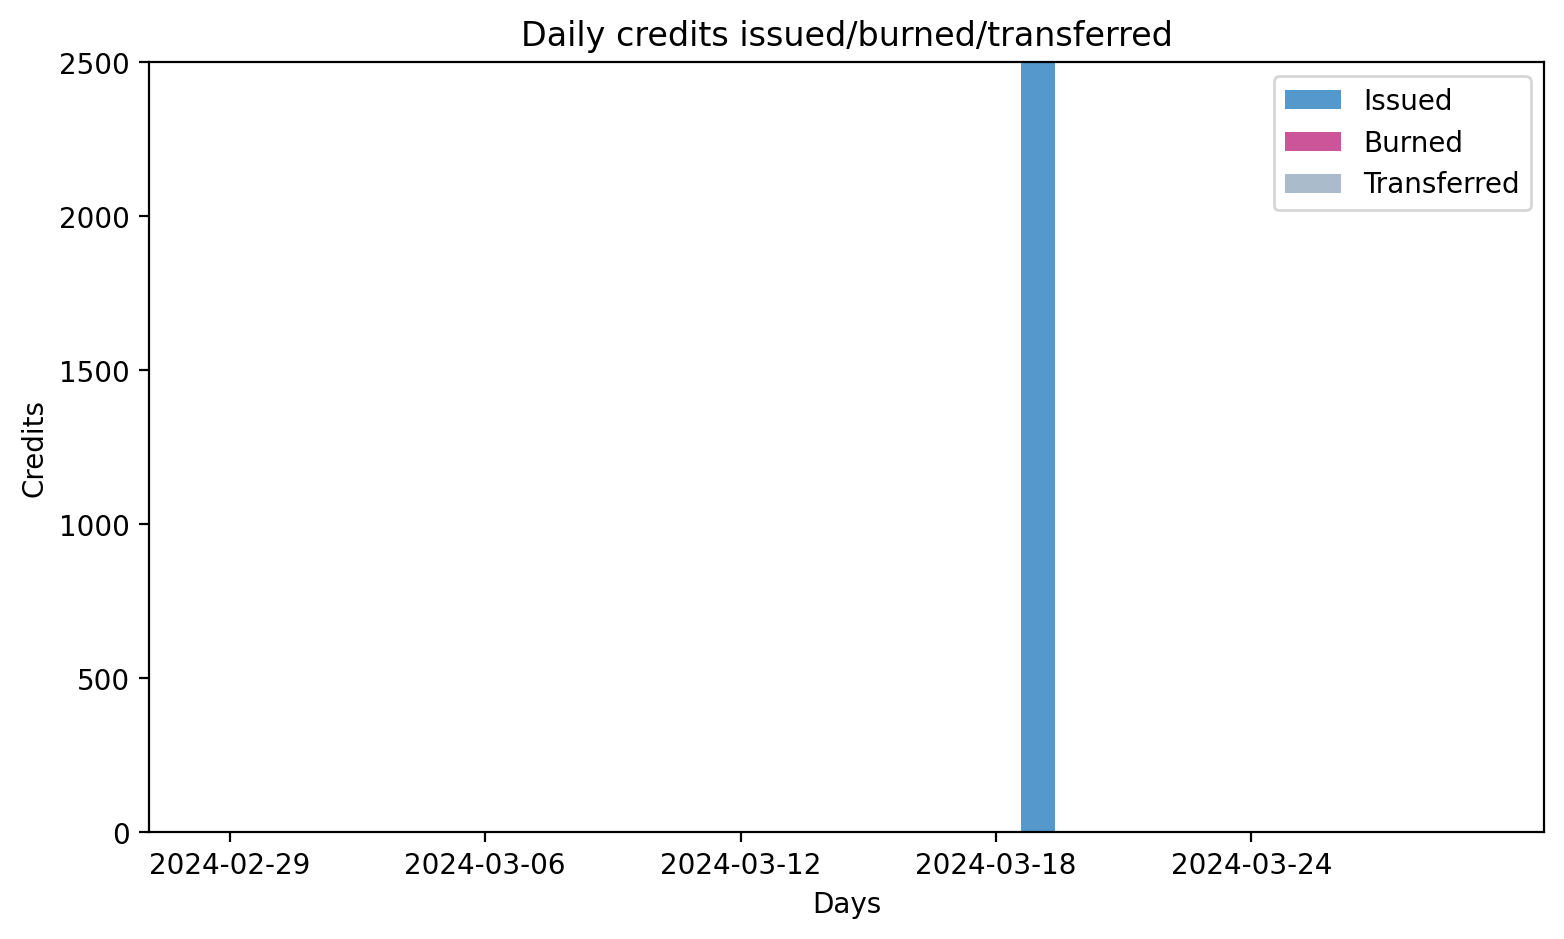 Daily credits issued/burned/transferred
2500
2000
1500
1000
500
0
Credits
Issued
Burned
Transferred
2024-02-29
2024-03-06
2024-03-12
2024-03-18
2024-03-24
Days